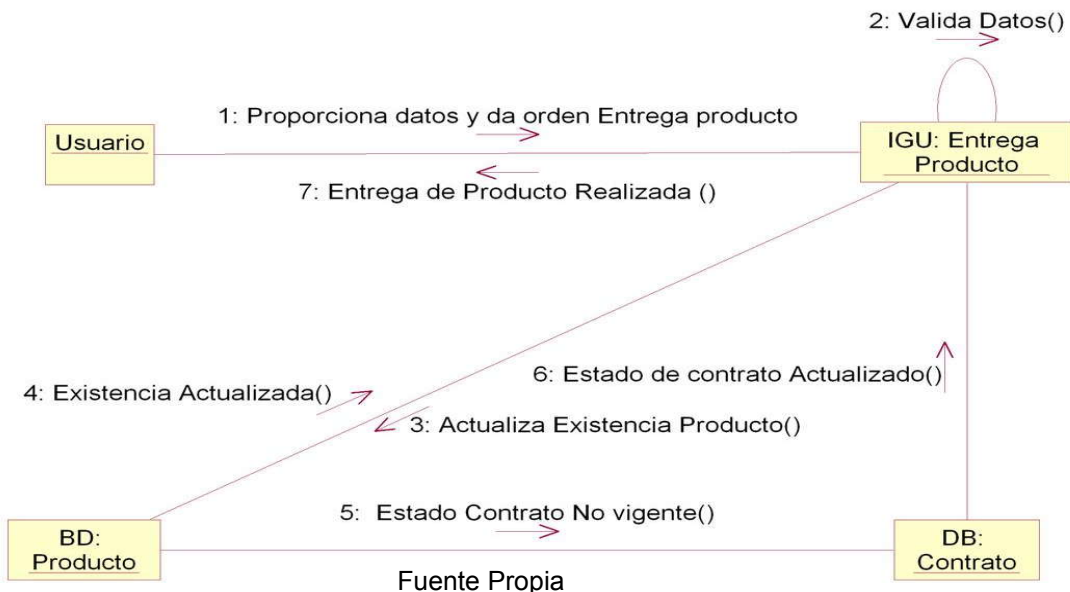 2: Valida Datos()
1: Proporciona datos y da orden Entrega producto
Usuario
IGU: Entrega
Producto
7: Entrega de Producto Realizada ()
4: Existencia Actualizada()
6: Estado de contrato Actualizado()
3: Actualiza Existencia Producto()
5:  Estado Contrato No vigente()
BD:
Producto
DB:
Contrato
Fuente Propia